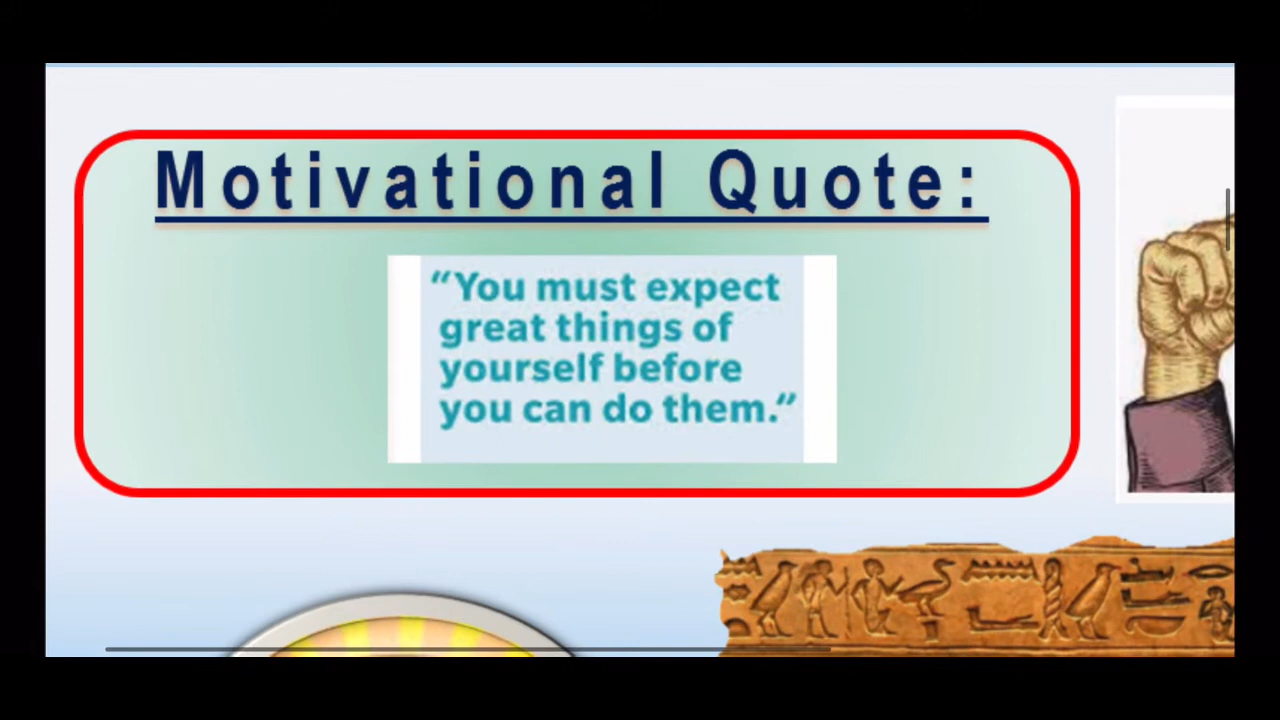 Motivational Quote:
“You must expect
great things of
yourself before
you can do them.”